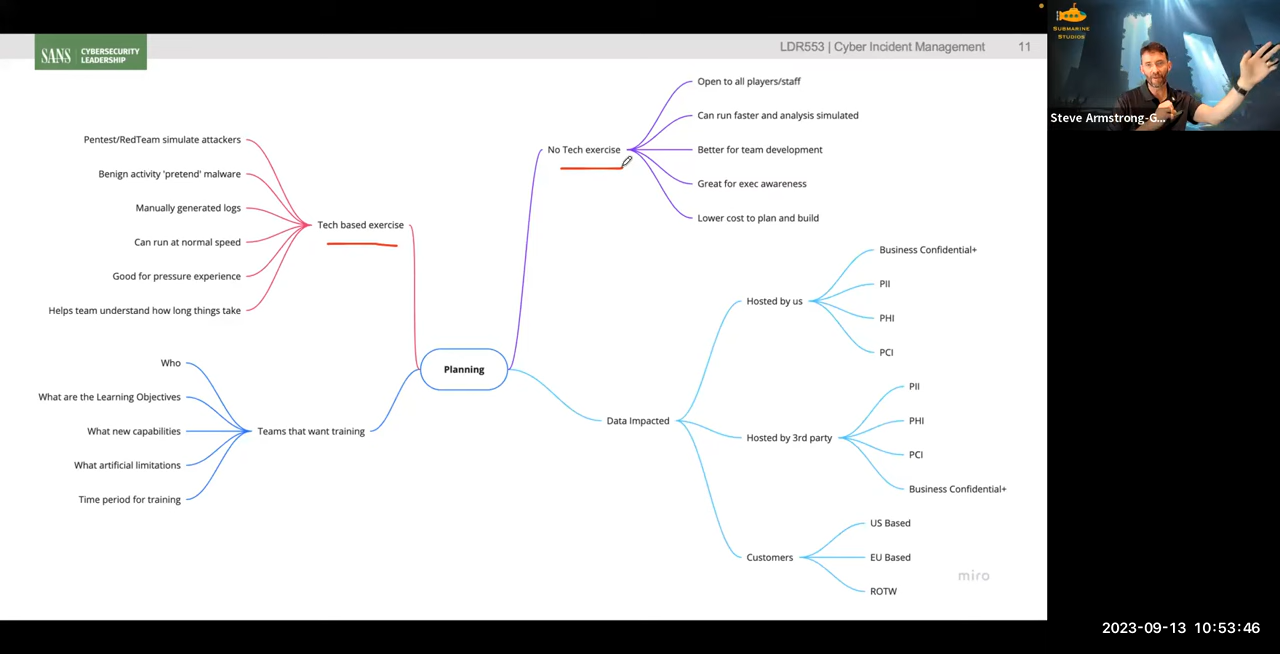 SANS
CYBERSECURITY
LEADERSHIP
LDR553 | Cyber Incident Management
11
SUBMARINE
STUDIOS
Steve Armstrong-G...
Planning
Tech based exercise
Pentest/RedTeam simulate attackers
Benign activity 'pretend' malware
Manually generated logs
Can run at normal speed
Good for pressure experience
Helps team understand how long things take
Teams that want training
Who
What are the Learning Objectives
What new capabilities
What artificial limitations
Time period for training
No Tech exercise
Open to all players/staff
Can run faster and analysis simulated
Better for team development
Great for exec awareness
Lower cost to plan and build
Data Impacted
Hosted by us
Business Confidential+
PII
PHI
PCI
Hosted by 3rd party
PII
PHI
PCI
Business Confidential+
Customers
US Based
EU Based
ROTW
miro
2023-09-13 10:53:46